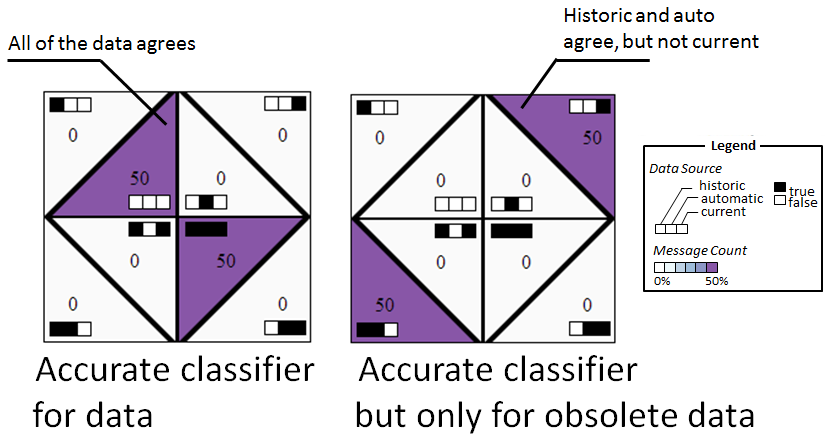 All of the data agrees
Historic and auto
agree, but not current
0
0
50
0
0
50
0
0
0
50
0
0
0
0
50
0
Legend
Data Source
historic
automatic
current
true
false
Message Count
0%
50%
Accurate classifier
for data
Accurate classifier
but only for obsolete data